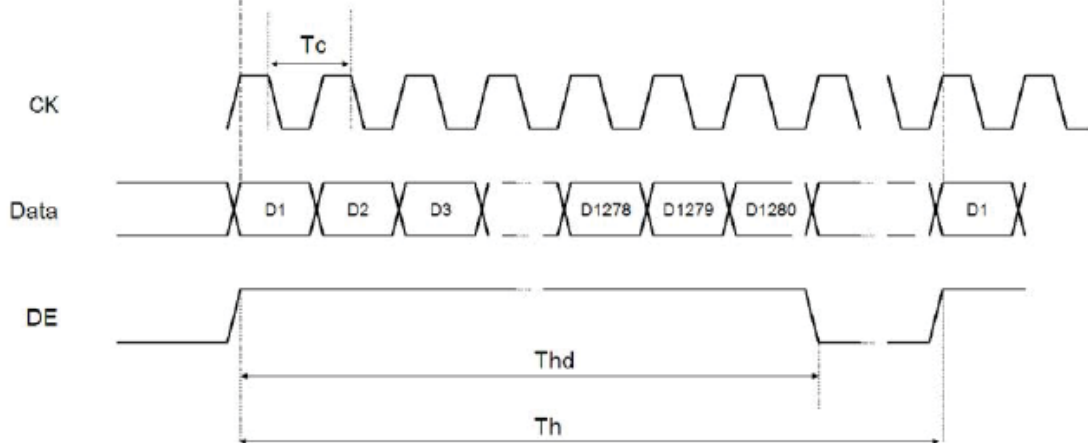 Tc
CK
Data D1 D2 D3 D1278 D1279 D1280 D1
DE
Thd
Th